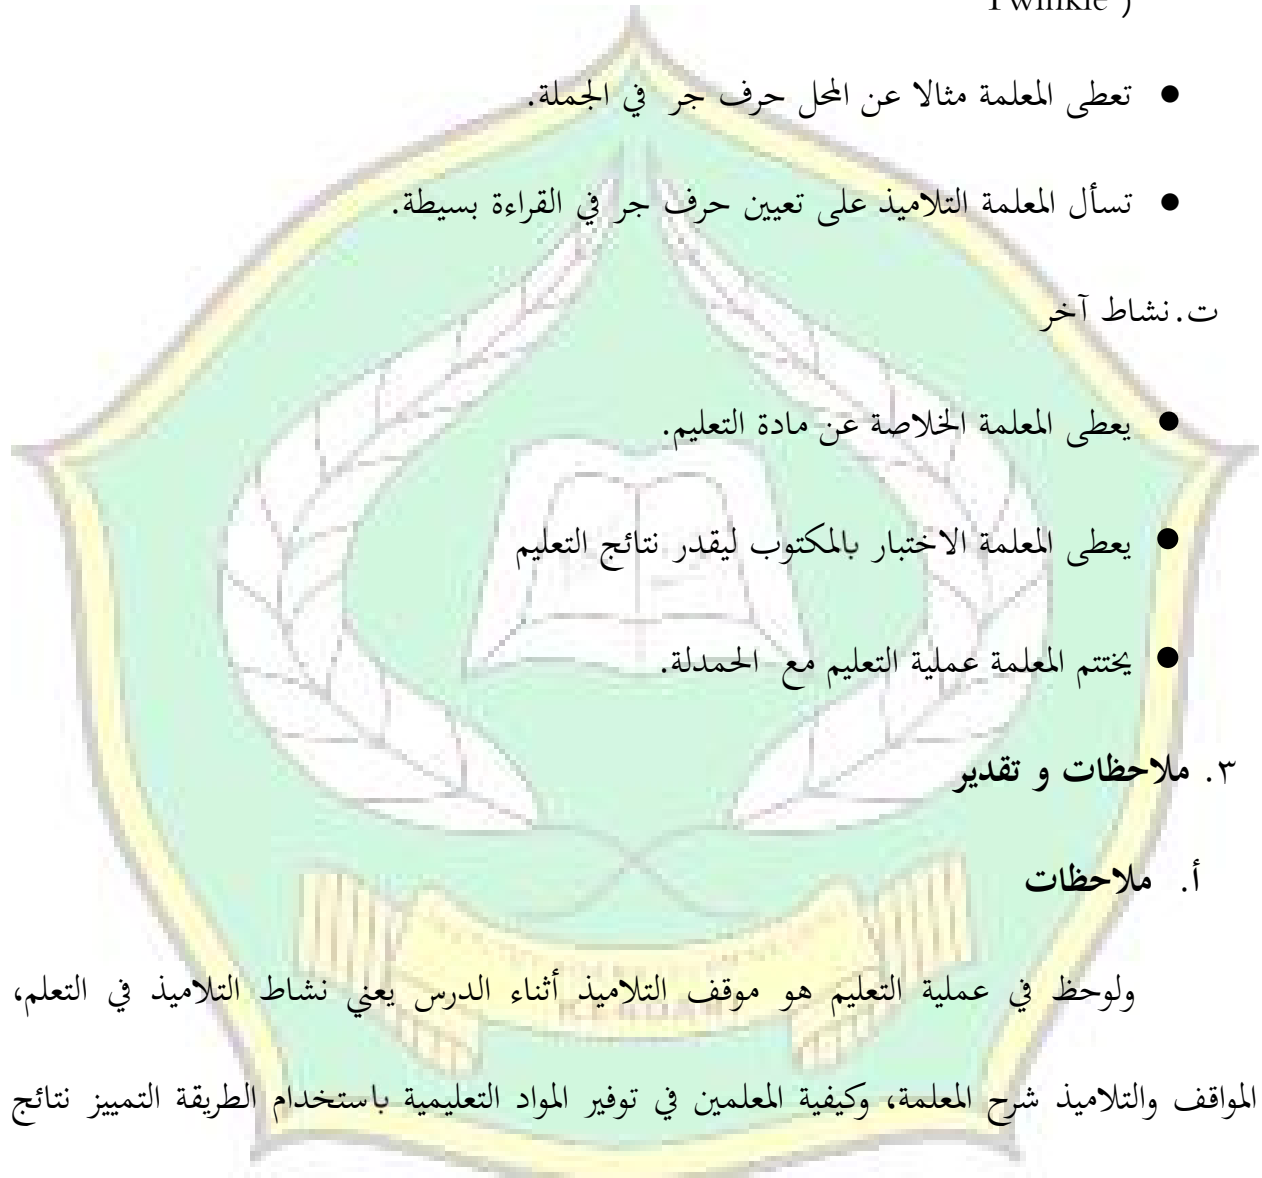 Twinkle )
● تعطى المعلمة مثالا عن المحل حرف جر في الجملة.
● تسأل المعلمة التلاميذ على تعيين حرف جر في القراءة بسيطة.
ت.نشاط آخر
● يعطى المعلمة الخلاصة عن مادة التعليم.
● يعطى المعلمة الاختبار بالمكتوب ليقدر نتائج التعليم
● يختتم المعلمة عملية التعليم مع الحمدلة.
٣. ملاحظات و تقدير
أ. ملاحظات
ولوحظ في عملية التعليم هو موقف التلاميذ أثناء الدرس يعني نشاط التلاميذ في التعلم،
المواقف والتلاميذ شرح المعلمة، وكيفية المعلمين في توفير المواد التعليمية باستخدام الطريقة التمييز نتائج